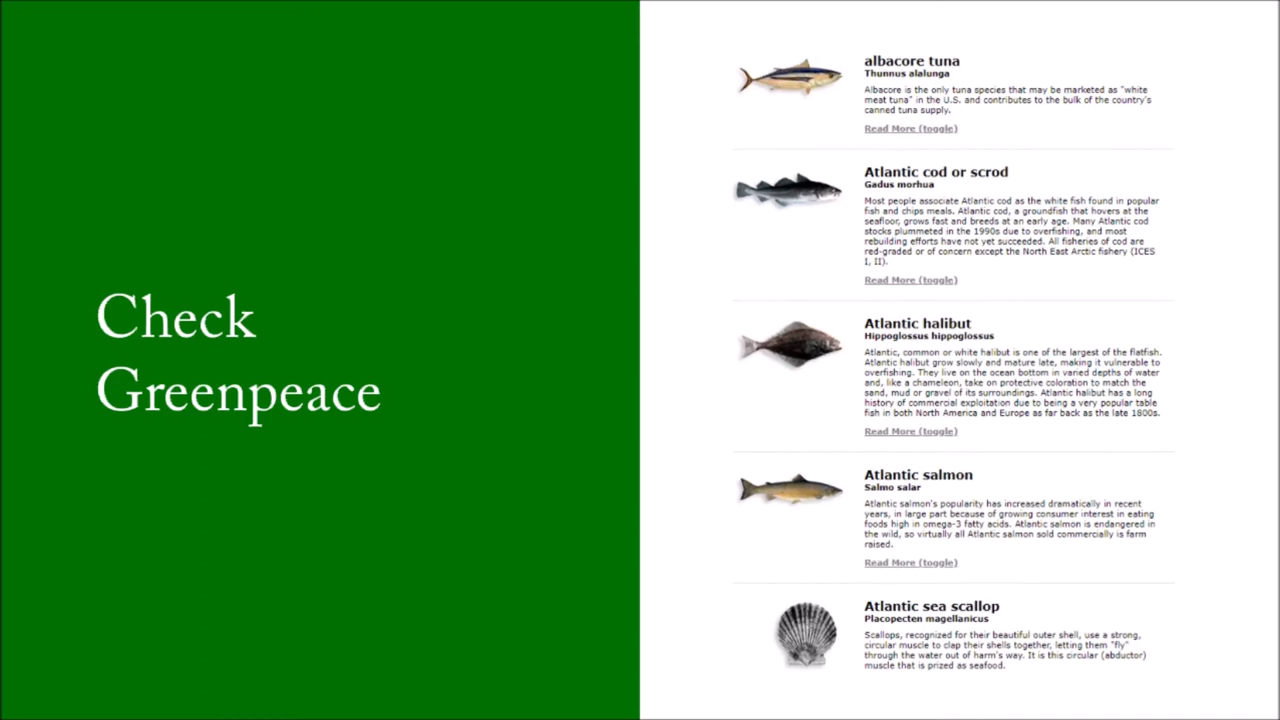 Check
Greenpeace
albacore tuna
Thunnus alalunga
Albacore is the only tuna species that may be marketed as "white
meat tuna" in the U.S. and contributes to the bulk of the country's
canned tuna supply.
Read More (toggle)
Atlantic cod or scrod
Gadus morhua
Most people associate Atlantic cod as the white fish found in popular
fish and chips meals. Atlantic cod, a groundfish that hovers at the
seafloor, grows fast and breeds at an early age. Many Atlantic cod
stocks plummeted in the 1990s due to overfishing, and most
rebuilding efforts have not yet succeeded. All fisheries of cod are
red-graded or of concern except the North East Arctic fishery (ICES
I, II).
Read More (toggle)
Atlantic halibut
Hippoglossus hippoglossus
Atlantic, common or white halibut is one of the largest of the flatfish.
Atlantic halibut grow slowly and mature late, making it vulnerable to
overfishing. They live on the ocean bottom in varied depths of water
and, like a chameleon, take on protective coloration to match the
sand, mud or gravel of its surroundings. Atlantic halibut has a long
history of commercial exploitation due to being a very popular table
fish in both North America and Europe as far back as the late 1800s.
Read More (toggle)
Atlantic salmon
Salmo salar
Atlantic salmon's popularity has increased dramatically in recent
years, in large part because of growing consumer interest in eating
foods high in omega-3 fatty acids. Atlantic salmon is endangered in
the wild, so virtually all Atlantic salmon sold commercially is farm
raised.
Read More (toggle)
Atlantic sea scallop
Placopecten magellanicus
Scallops, recognized for their beautiful outer shell, use a strong,
circular muscle to clap their shells together, letting them "fly"
through the water out of harm's way. It is this circular (abductor)
muscle that is prized as seafood.